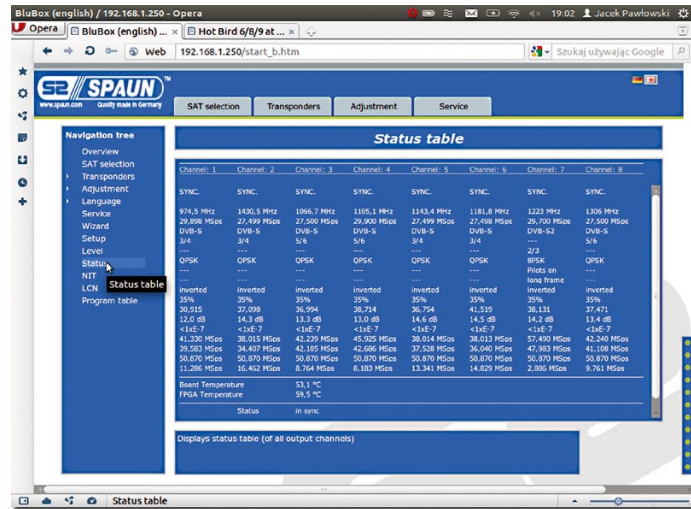 BluBox (english) / 192.168.1.250 - Opera
19:02 Jacek Pawłowski
Opera
BluBox (english) ... × Hot Bird 6/8/9 at ... ×
Web 192.168.1.250/start_b.htm Szukaj używając Google
S2 SPAUN™
www.spaun.com Quality made in Germany
SAT selection Transponders Adjustment Service
Navigation tree
Overview
SAT selection
Transponders
Adjustment
Language
Service
Wizard
Setup
Level
Status
NIT
LCN
Program table
Status table
Status table
Channel: 1 Channel: 2 Channel: 3 Channel: 4 Channel: 5 Channel: 6 Channel: 7 Channel: 8
SYNC. SYNC. SYNC. SYNC. SYNC. SYNC. SYNC. SYNC.
974,5 MHz 1430,5 MHz 1066,7 MHz 1105,1 MHz 1143,4 MHz 1181,8 MHz 1223 MHz 1306 MHz
29,898 MSps 27,499 MSps 27,500 MSps 29,900 MSps 27,499 MSps 27,498 MSps 29,700 MSps 27,500 MSps
DVB-S DVB-S DVB-S DVB-S DVB-S DVB-S DVB-S2 DVB-S
3/4 3/4 5/6 5/6 3/4 3/4 --- 5/6
--- --- --- --- --- --- 2/3 ---
QPSK QPSK QPSK QPSK QPSK QPSK 8PSK QPSK
--- --- --- --- --- --- Pilots on ---
--- --- --- --- --- --- long frame ---
inverted inverted inverted inverted inverted inverted inverted inverted
35% 35% 35% 35% 35% 35% 35% 35%
30,915 37,098 36,994 38,714 36,754 41,519 38,131 37,471
12,0 dB 14,3 dB 13,3 dB 13,0 dB 14,6 dB 14,5 dB 14,2 dB 13,4 dB
<1xE-7 <1xE-7 <1xE-7 <1xE-7 <1xE-7 <1xE-7 <1xE-7 <1xE-7
41,330 MSps 38,015 MSps 42,239 MSps 45,925 MSps 38,014 MSps 38,013 MSps 57,490 MSps 42,240 MSps
39,583 MSps 34,407 MSps 42,105 MSps 42,686 MSps 37,528 MSps 36,040 MSps 47,983 MSps 41,108 MSps
50,870 MSps 50,870 MSps 50,870 MSps 50,870 MSps 50,870 MSps 50,870 MSps 50,870 MSps 50,870 MSps
11,286 MSps 16,462 MSps 8,764 MSps 8,183 MSps 13,341 MSps 14,829 MSps 2,886 MSps 9,761 MSps
Board Temperature 53,1 °C
FPGA Temperature 59,5 °C
Status in sync
Displays status table (of all output channels)
Status table